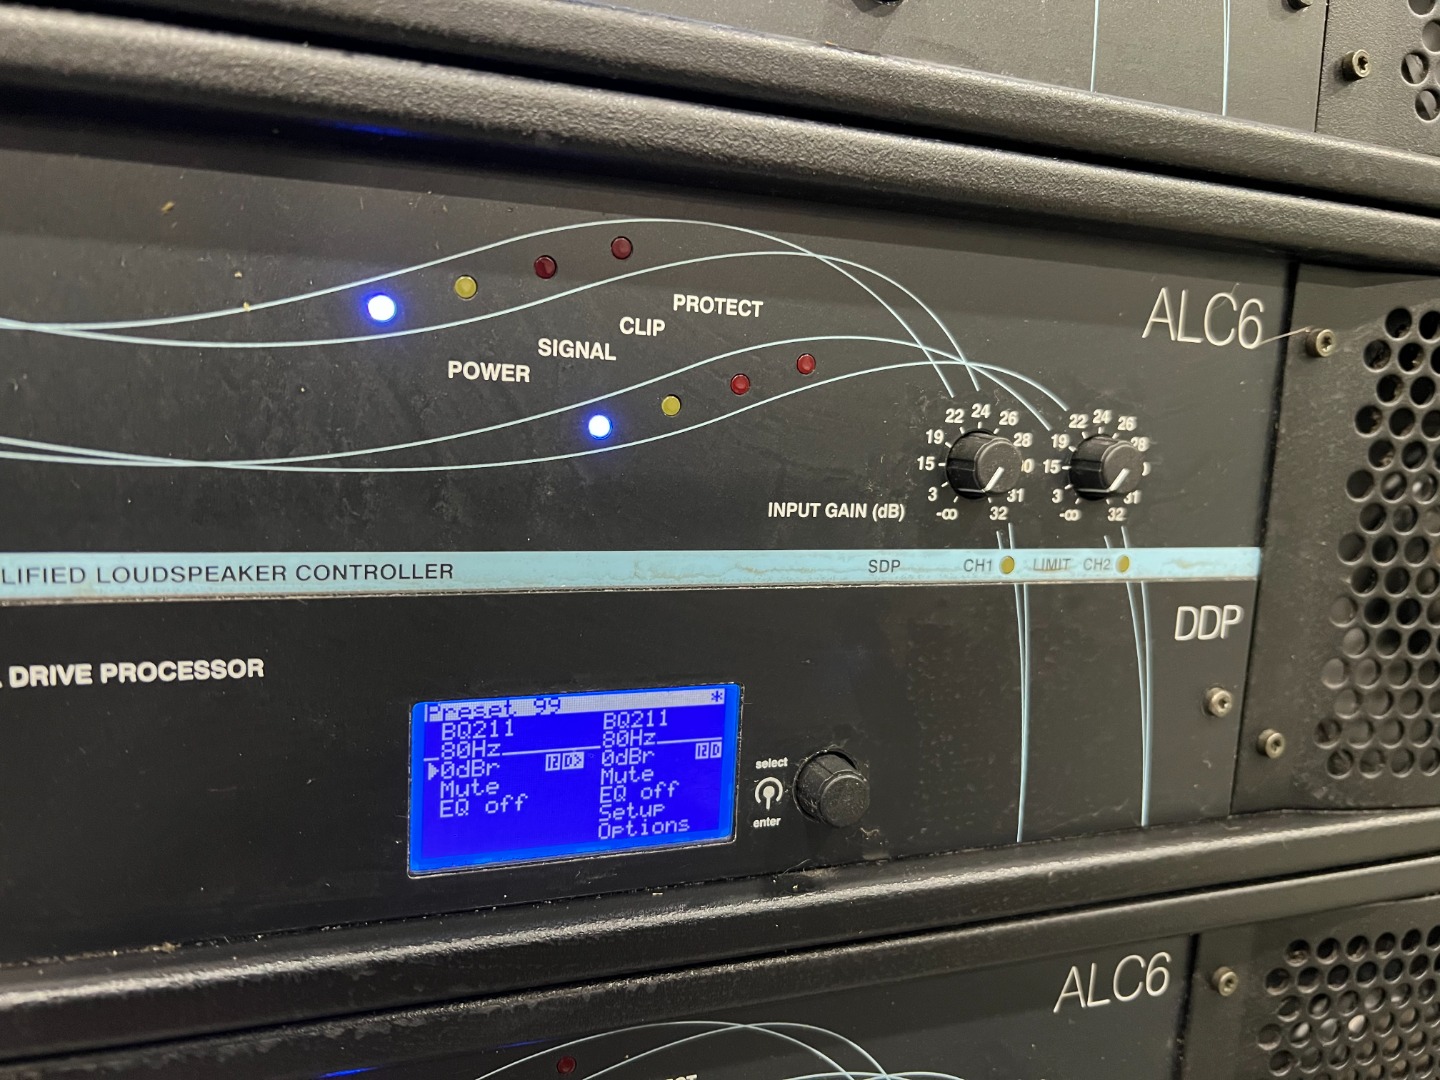 ALC6
PROTECT
CLIP
SIGNAL
POWER
22 24 26
19 28
15
3 31
-∞ 32
22 24 26
19
15
3 31
-∞ 32
INPUT GAIN (dB)
LIFIED LOUDSPEAKER CONTROLLER
SDP CH1 LIMIT CH2
DDP
DRIVE PROCESSOR
Preset 99 *
BQ211 BQ211
80Hz 80Hz
0dBr 0dBr
Mute Mute
EQ off EQ off
Setup
Options
select
enter
ALC6